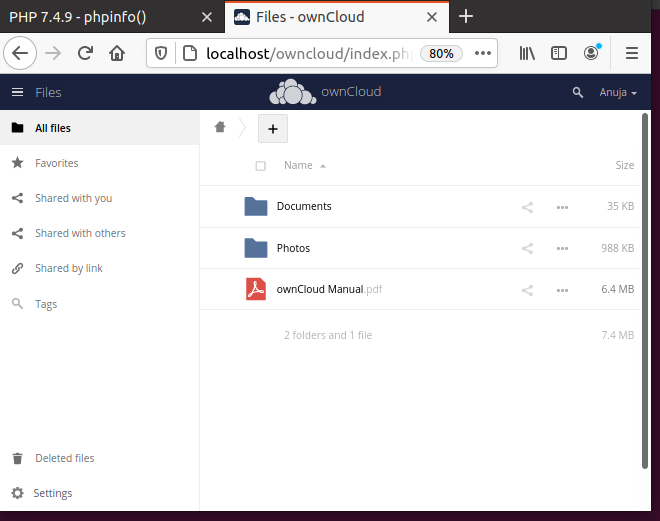 PHP 7.4.9 - phpinfo()
Files - ownCloud
localhost/owncloud/index.php
80%
Files
ownCloud
Anuja
All files
Favorites
Shared with you
Shared with others
Shared by link
Tags
Deleted files
Settings
Name
Size
Documents
35 KB
Photos
988 KB
ownCloud Manual.pdf
6.4 MB
2 folders and 1 file
7.4 MB